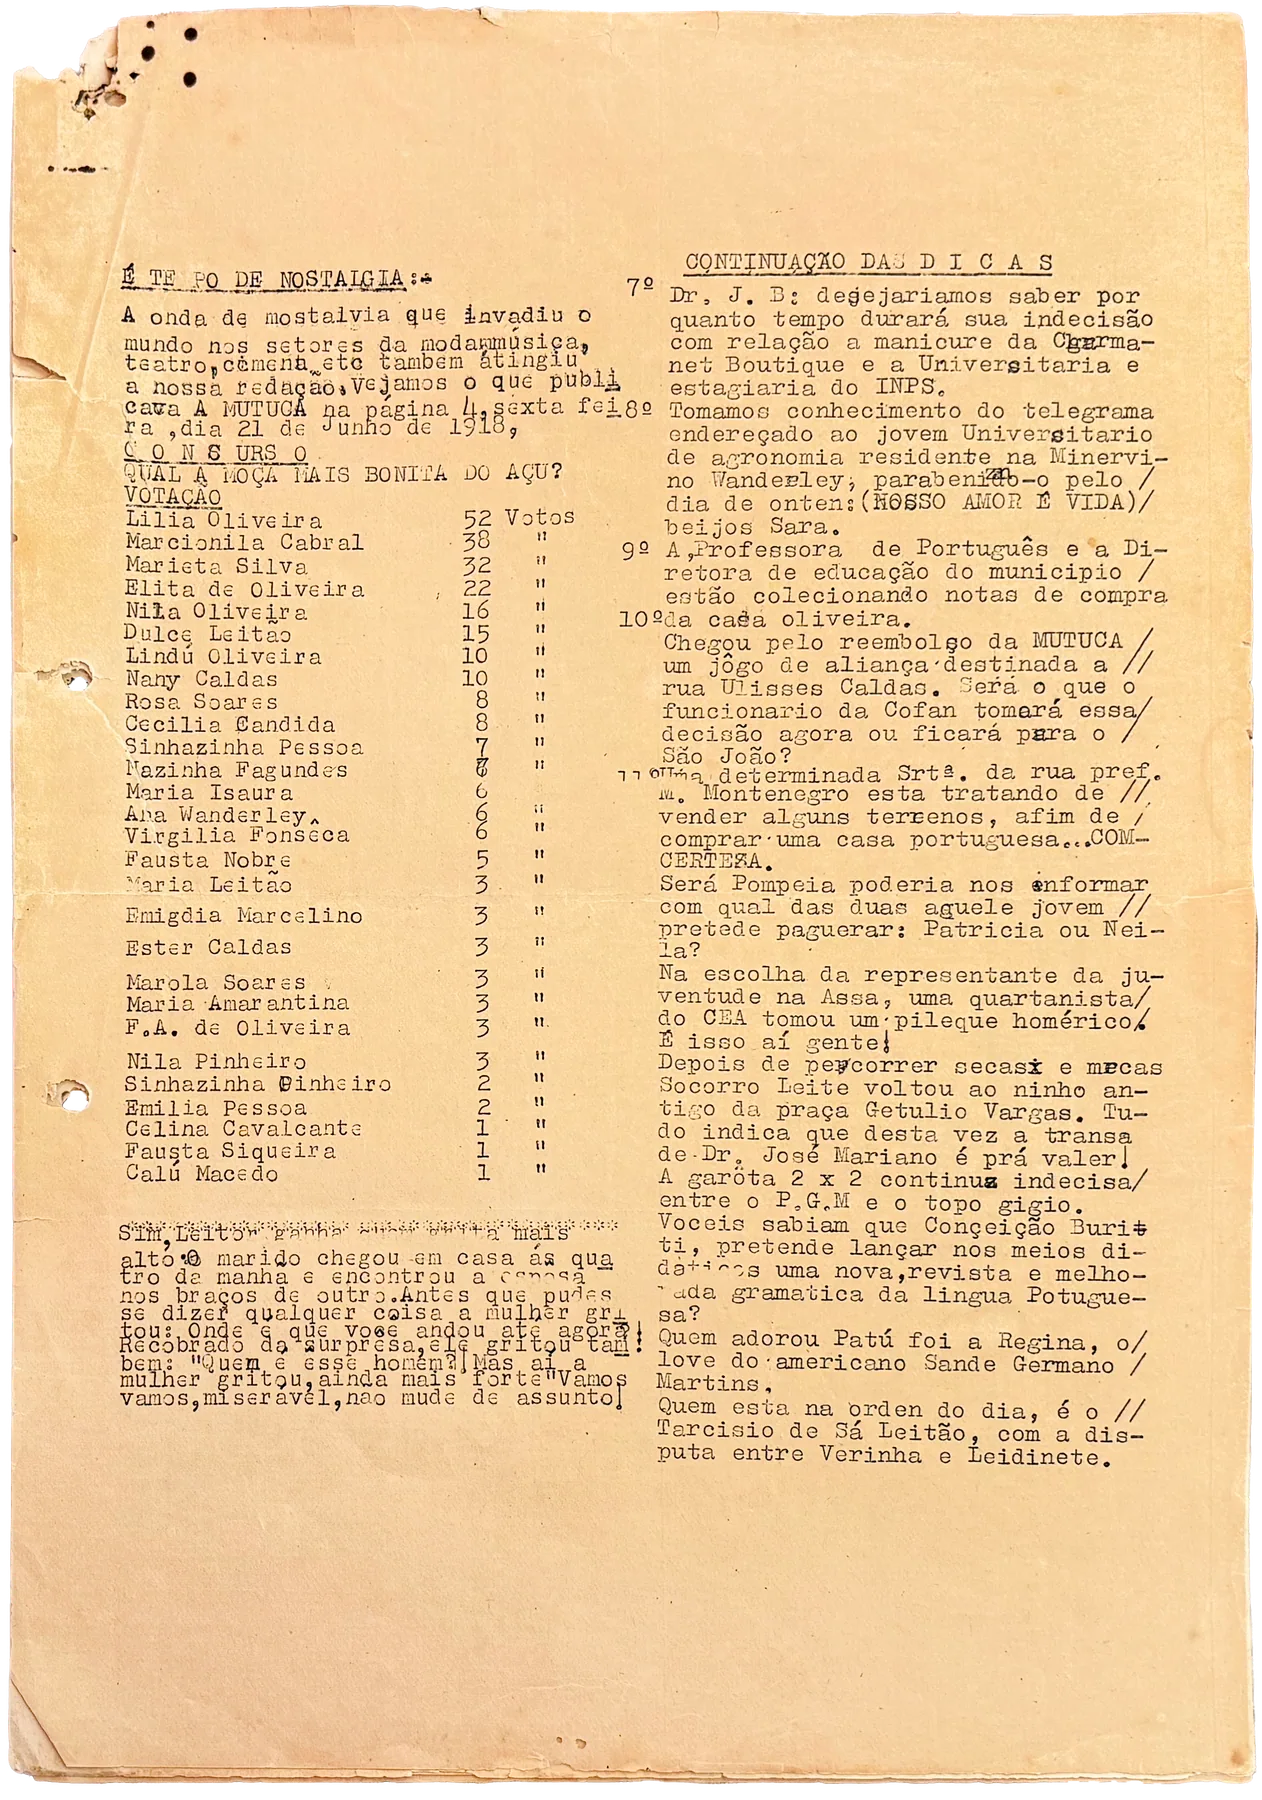 É TE PO DE NOSTALGIA:-
A onda de mostalvia que invadiu o
mundo nos setores da modammúsica,
teatro,cêmena etc tambem átingiu
a nossa redação.Vejamos o que publi
cava A MUTUCA na página 4,sexta fei
ra ,dia 21 de Junho de 1918,
C O N S URS O
QUAL A MOÇA MAIS BONITA DO AÇU?
VOTAÇÃO
Lilia Oliveira 52 Votos
Marcionila Cabral 38 "
Marieta Silva 32 "
Elita de Oliveira 22 "
Nila Oliveira 16 "
Dulce Leitão 15 "
Lindú Oliveira 10 "
Nany Caldas 10 "
Rosa Soares 8 "
Cecilia Candida 8 "
Sinhazinha Pessoa 7 "
Nazinha Fagundes "
Maria Isaura 6
Ana Wanderley 6 "
Virgilia Fonseca 6 "
Fausta Nobre 5 "
Maria Leitão 3 "
Emigdia Marcelino 3 "
Ester Caldas 3 "
Marola Soares 3 "
Maria Amarantina 3 "
F.A. de Oliveira 3 "
Nila Pinheiro 3 "
Sinhazinha Pinheiro 2 "
Emilia Pessoa 2 "
Celina Cavalcante 1 "
Fausta Siqueira 1 "
Calú Macedo 1 "
Sim,Leitor ganha mais
alto.O marido chegou em casa ás qua
tro da manha e encontrou a esposa
nos braços de outro.Antes que pudes
se dizer qualquer coisa a mulher gri
tou: Onde e que voce andou ate agora?!
Recobrado da surpresa,ele gritou tam!
bem: "Quem e esse homem?!Mas aí a
mulher gritou,ainda mais forte"Vamos
vamos,miseravel,nao mude de assunto!
CONTINUAÇÃO DAS D I C A S
7º Dr. J. B: desejariamos saber por
quanto tempo durará sua indecisão
com relação a manicure da Charma-
net Boutique e a Universitaria e
estagiaria do INPS.
8º Tomamos conhecimento do telegrama
endereçado ao jovem Universitario
de agronomia residente na Minervi-
no Wanderley; parabenizo-o pelo /
dia de onten:(NOSSO AMOR É VIDA)/
beijos Sara.
9º A,Professora de Português e a Di-
retora de educação do municipio /
estão colecionando notas de compra
10º da casa oliveira.
Chegou pelo reembolso da MUTUCA /
um jôgo de aliança destinada a //
rua Ulisses Caldas. Será o que o
funcionario da Cofan tomará essa/
decisão agora ou ficará para o /
São João?
11º Uma determinada Srtª. da rua pref.
M. Montenegro esta tratando de //
vender alguns terrenos, afim de /
comprar uma casa portuguesa...COM-
CERTEZA.
Será Pompeia poderia nos enformar
com qual das duas aguele jovem //
pretede paguerar: Patricia ou Nei-
la?
Na escolha da representante da ju-
ventude na Assa, uma quartanista/
do CEA tomou um pileque homérico/.
É isso aí gente!
Depois de percorrer secasi e mecas
Socorro Leite voltou ao ninho an-
tigo da praça Getulio Vargas. Tu-
do indica que desta vez a transa
de Dr. José Mariano é prá valer!
A garôta 2 x 2 continua indecisa/
entre o P.G.M e o topo gigio.
Voceis sabiam que Conçeição Burit
ti, pretende lançar nos meios di-
daticos uma nova,revista e melho-
rada gramatica da lingua Potugue-
sa?
Quem adorou Patú foi a Regina, o/
love do americano Sande Germano /
Martins,
Quem esta na orden do dia, é o //
Tarcisio de Sá Leitão, com a dis-
puta entre Verinha e Leidinete.